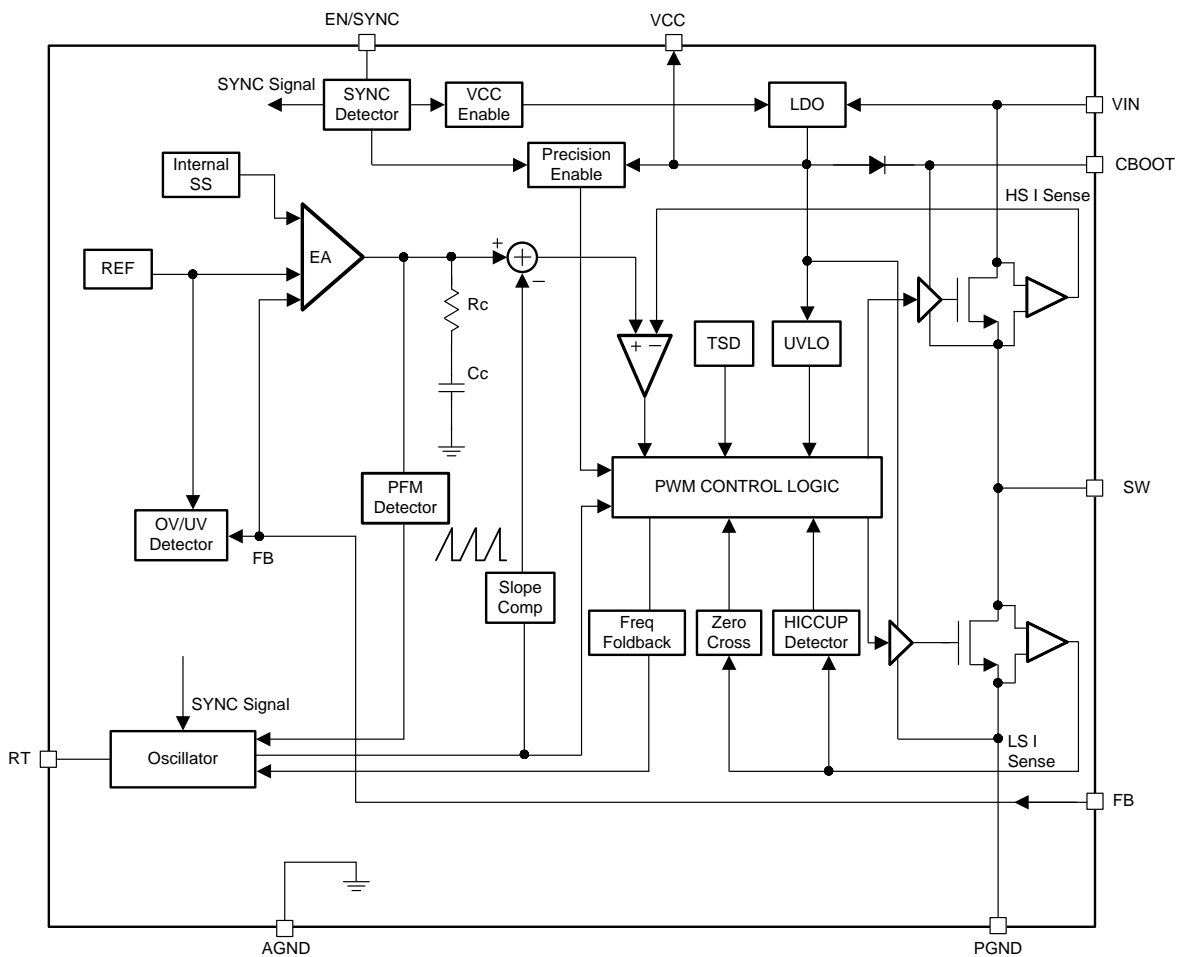 EN/SYNC
VCC
SYNC Signal
SYNC
Detector
VCC
Enable
LDO
VIN
Internal
SS
Precision
Enable
CBOOT
HS I Sense
REF
EA
+
+
−
Rc
Cc
+ −
TSD
UVLO
PFM
Detector
PWM CONTROL LOGIC
SW
OV/UV
Detector
FB
Slope
Comp
Freq
Foldback
Zero
Cross
HICCUP
Detector
SYNC Signal
RT
Oscillator
LS I
Sense
FB
AGND
PGND